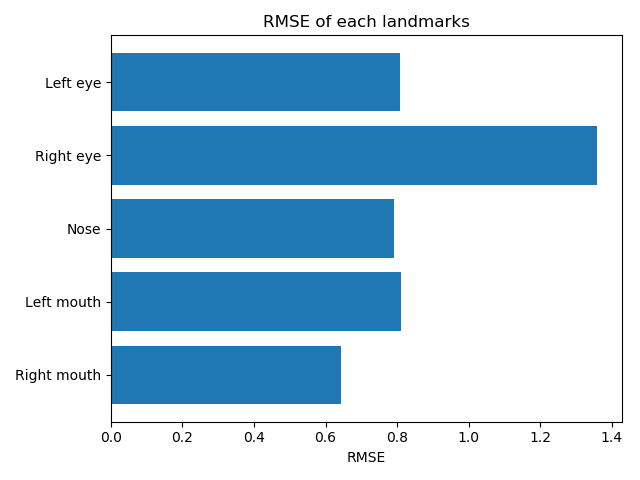 RMSE of each landmarks
Left eye
Right eye
Nose
Left mouth
Right mouth
0.0 0.2 0.4 0.6 0.8 1.0 1.2 1.4
RMSE